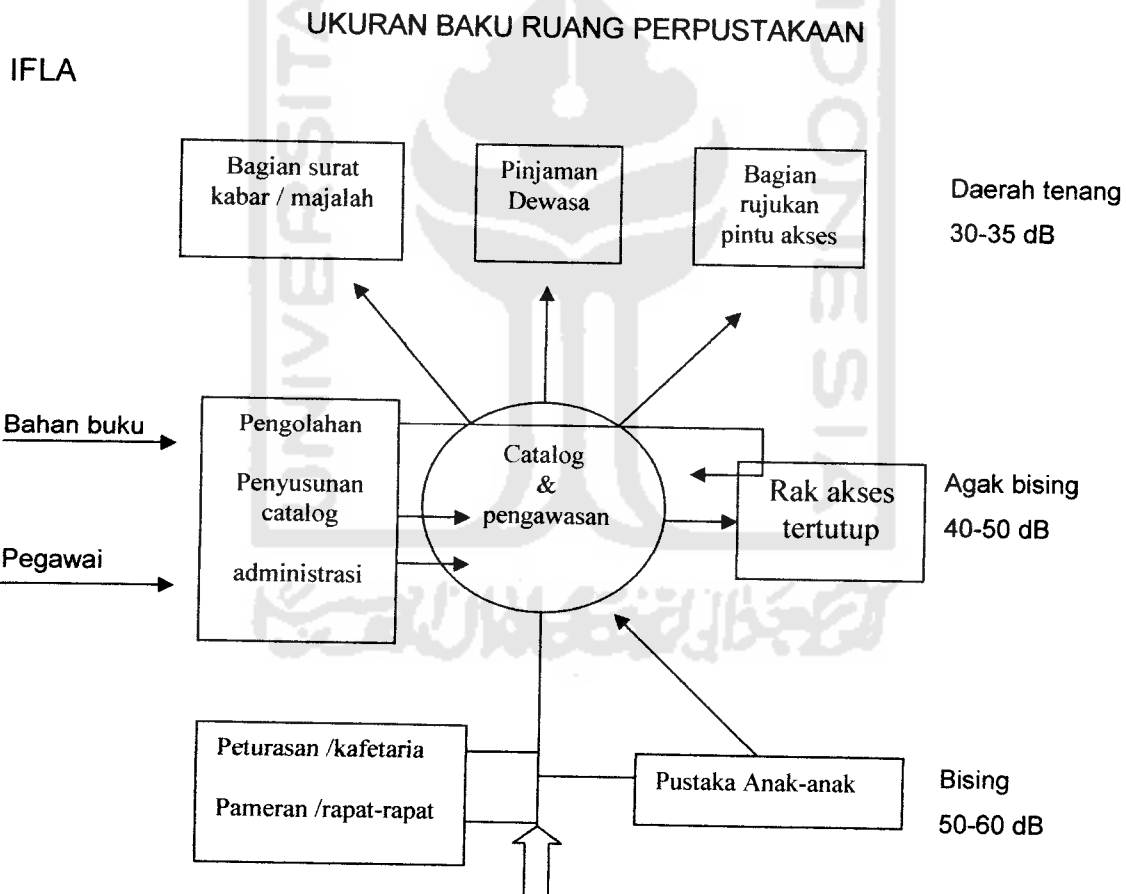 UKURAN BAKU RUANG PERPUSTAKAAN
IFLA
Bagian surat
kabar / majalah
Pinjaman
Dewasa
Bagian
rujukan
pintu akses
Daerah tenang
30-35 dB
Bahan buku
Pegawai
Pengolahan
Penyusunan
catalog
administrasi
Catalog
&
pengawasan
Rak akses
tertutup
Agak bising
40-50 dB
Peturasan /kafetaria
Pameran /rapat-rapat
Pustaka Anak-anak
Bising
50-60 dB